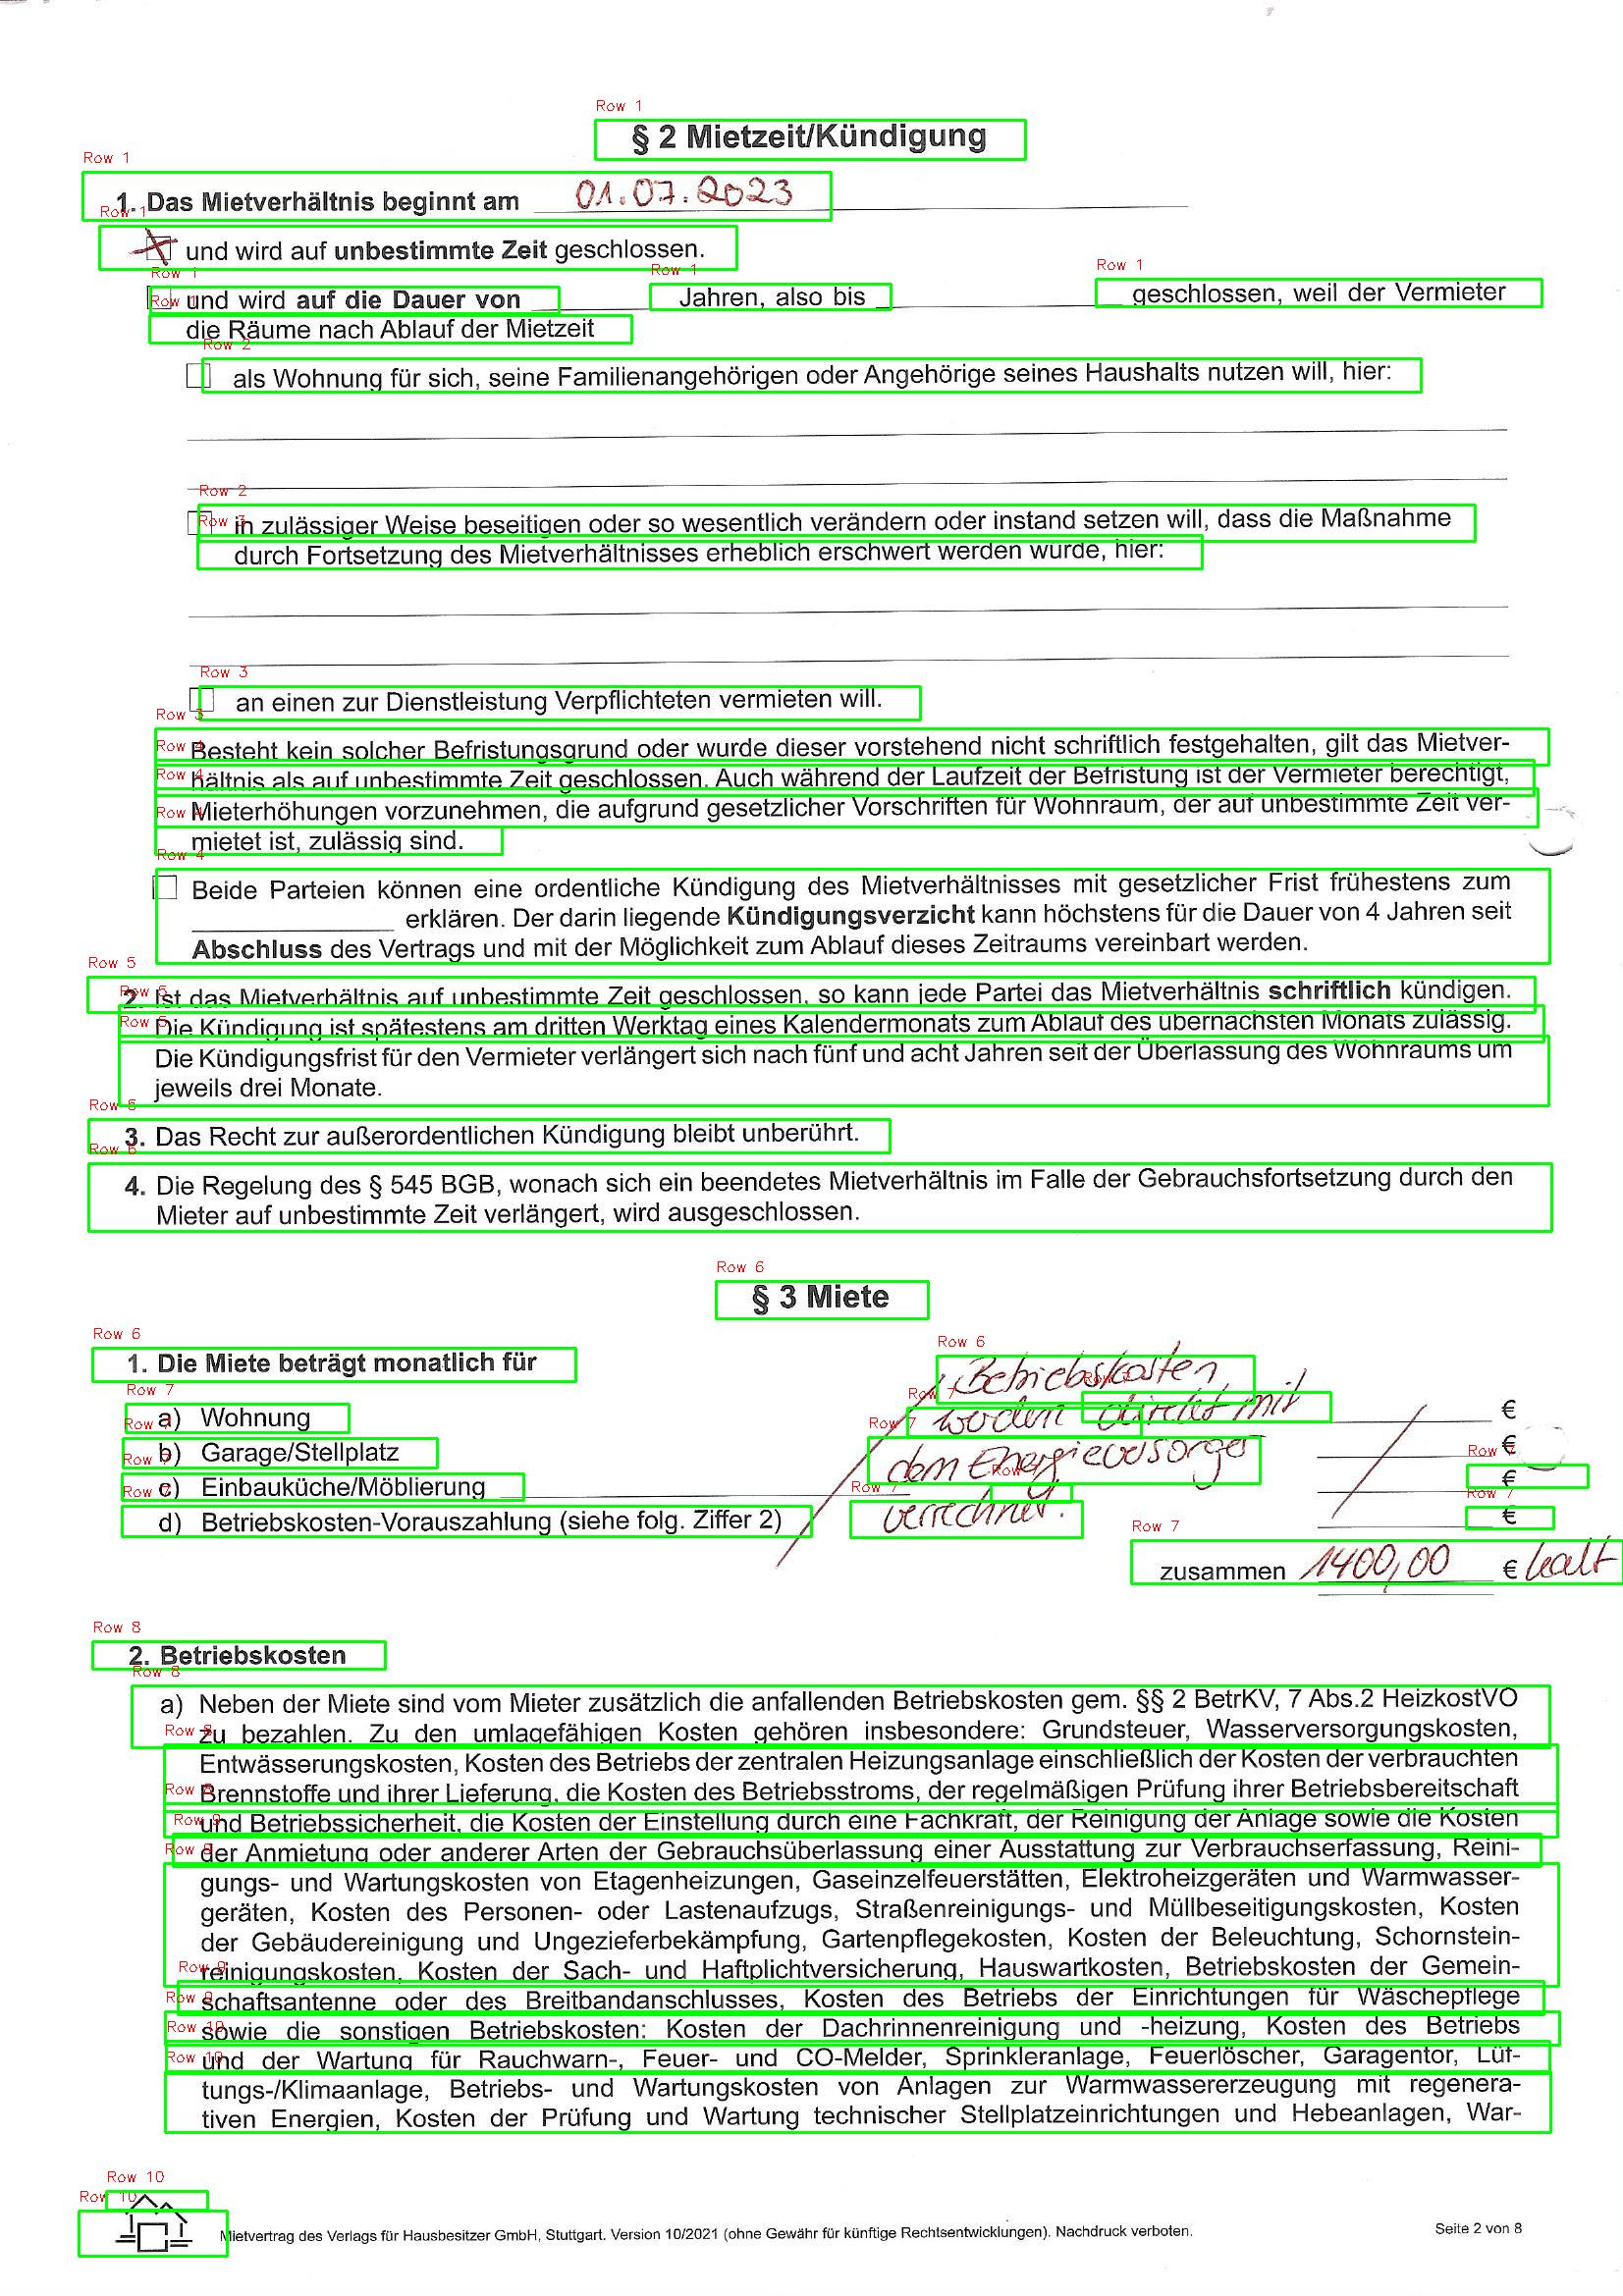 § 2 Mietzeit/Kündigung
1. Das Mietverhältnis beginnt am 01.07.2023
und wird auf unbestimmte Zeit geschlossen.
und wird auf die Dauer von Jahren, also bis geschlossen, weil der Vermieter
die Räume nach Ablauf der Mietzeit
als Wohnung für sich, seine Familienangehörigen oder Angehörige seines Haushalts nutzen will, hier:
in zulässiger Weise beseitigen oder so wesentlich verändern oder instand setzen will, dass die Maßnahme
durch Fortsetzung des Mietverhältnisses erheblich erschwert werden würde, hier:
an einen zur Dienstleistung Verpflichteten vermieten will.
Besteht kein solcher Befristungsgrund oder wurde dieser vorstehend nicht schriftlich festgehalten, gilt das Mietver-
hältnis als auf unbestimmte Zeit geschlossen. Auch während der Laufzeit der Befristung ist der Vermieter berechtigt,
Mieterhöhungen vorzunehmen, die aufgrund gesetzlicher Vorschriften für Wohnraum, der auf unbestimmte Zeit ver-
mietet ist, zulässig sind.
Beide Parteien können eine ordentliche Kündigung des Mietverhältnisses mit gesetzlicher Frist frühestens zum
erklären. Der darin liegende Kündigungsverzicht kann höchstens für die Dauer von 4 Jahren seit
Abschluss des Vertrags und mit der Möglichkeit zum Ablauf dieses Zeitraums vereinbart werden.
2. Ist das Mietverhältnis auf unbestimmte Zeit geschlossen, so kann jede Partei das Mietverhältnis schriftlich kündigen.
Die Kündigung ist spätestens am dritten Werktag eines Kalendermonats zum Ablauf des übernächsten Monats zulässig.
Die Kündigungsfrist für den Vermieter verlängert sich nach fünf und acht Jahren seit der Überlassung des Wohnraums um
jeweils drei Monate.
3. Das Recht zur außerordentlichen Kündigung bleibt unberührt.
4. Die Regelung des § 545 BGB, wonach sich ein beendetes Mietverhältnis im Falle der Gebrauchsfortsetzung durch den
Mieter auf unbestimmte Zeit verlängert, wird ausgeschlossen.
§ 3 Miete
1. Die Miete beträgt monatlich für Betriebskosten
a) Wohnung werden direkt mit €
b) Garage/Stellplatz dem Energieversorger €
c) Einbauküche/Möblierung €
d) Betriebskosten-Vorauszahlung (siehe folg. Ziffer 2) verrechnet. €
zusammen 1400,00 € kalt
2. Betriebskosten
a) Neben der Miete sind vom Mieter zusätzlich die anfallenden Betriebskosten gem. §§ 2 BetrKV, 7 Abs.2 HeizkostVO
zu bezahlen. Zu den umlagefähigen Kosten gehören insbesondere: Grundsteuer, Wasserversorgungskosten,
Entwässerungskosten, Kosten des Betriebs der zentralen Heizungsanlage einschließlich der Kosten der verbrauchten
Brennstoffe und ihrer Lieferung, die Kosten des Betriebsstroms, der regelmäßigen Prüfung ihrer Betriebsbereitschaft
und Betriebssicherheit, die Kosten der Einstellung durch eine Fachkraft, der Reinigung der Anlage sowie die Kosten
der Anmietung oder anderer Arten der Gebrauchsüberlassung einer Ausstattung zur Verbrauchserfassung, Reini-
gungs- und Wartungskosten von Etagenheizungen, Gaseinzelfeuerstätten, Elektroheizgeräten und Warmwasser-
geräten, Kosten des Personen- oder Lastenaufzugs, Straßenreinigungs- und Müllbeseitigungskosten, Kosten
der Gebäudereinigung und Ungezieferbekämpfung, Gartenpflegekosten, Kosten der Beleuchtung, Schornstein-
reinigungskosten, Kosten der Sach- und Haftplichtversicherung, Hauswartkosten, Betriebskosten der Gemein-
schaftsantenne oder des Breitbandanschlusses, Kosten des Betriebs der Einrichtungen für Wäschepflege
sowie die sonstigen Betriebskosten: Kosten der Dachrinnenreinigung und -heizung, Kosten des Betriebs
und der Wartung für Rauchwarn-, Feuer- und CO-Melder, Sprinkleranlage, Feuerlöscher, Garagentor, Lüf-
tungs-/Klimaanlage, Betriebs- und Wartungskosten von Anlagen zur Warmwassererzeugung mit regenera-
tiven Energien, Kosten der Prüfung und Wartung technischer Stellplatzeinrichtungen und Hebeanlagen, War-
Mietvertrag des Verlags für Hausbesitzer GmbH, Stuttgart. Version 10/2021 (ohne Gewähr für künftige Rechtsentwicklungen). Nachdruck verboten. Seite 2 von 8